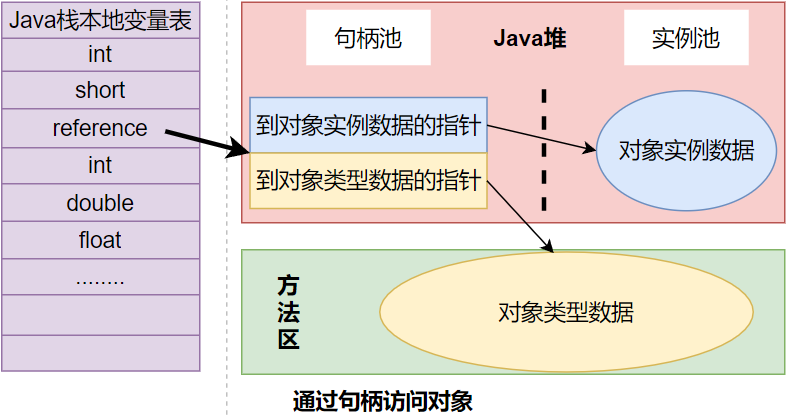 Java栈本地变量表
int
short
reference
int
double
float
........
句柄池
Java堆
实例池
到对象实例数据的指针
到对象类型数据的指针
对象实例数据
方法区
对象类型数据
通过句柄访问对象